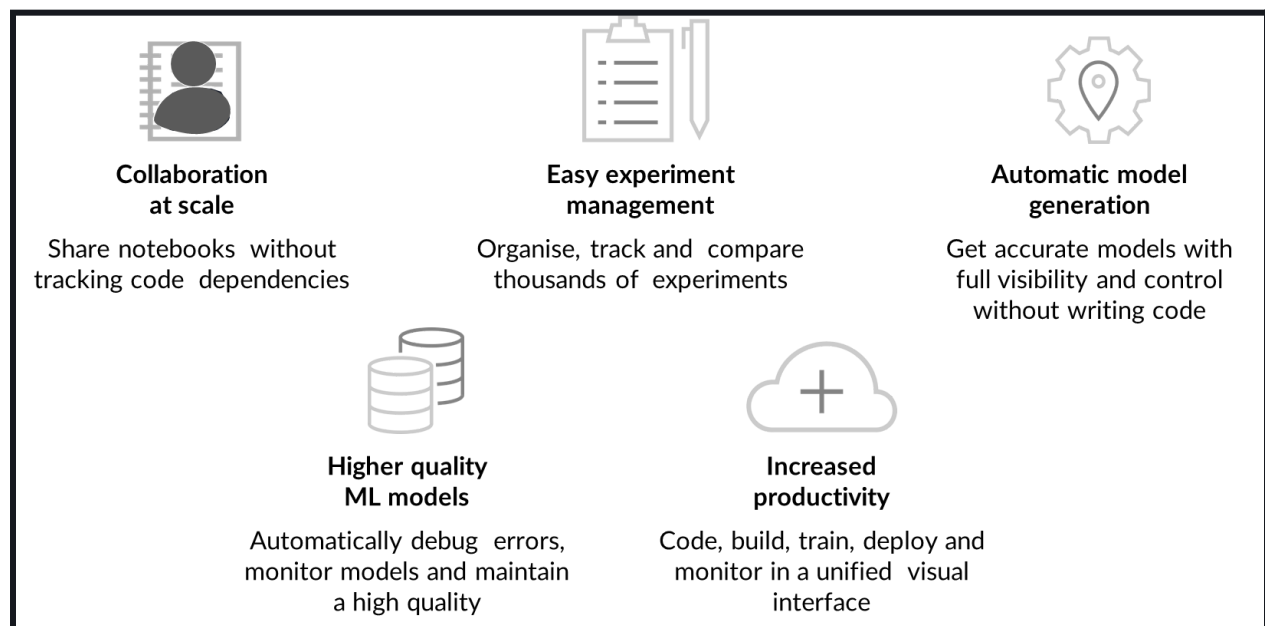 Collaboration
at scale
Share notebooks without
tracking code dependencies
Easy experiment
management
Organise, track and compare
thousands of experiments
Automatic model
generation
Get accurate models with
full visibility and control
without writing code
Higher quality
ML models
Automatically debug errors,
monitor models and maintain
a high quality
Increased
productivity
Code, build, train, deploy and
monitor in a unified visual
interface